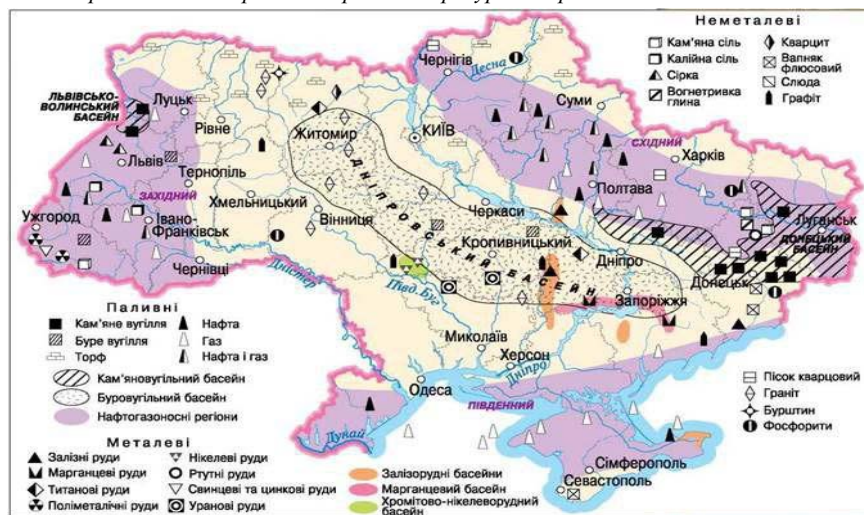 Неметалеві
Кам'яна сіль
Калійна сіль
Сірка
Вогнетривка
глина
Кварцит
Вапняк
флюсовий
Слюда
Графіт
ЛЬВІВСЬКО-
ВОЛИНСЬКИЙ
БАСЕЙН
Луцьк
Рівне
Житомир
КИЇВ
Чернігів
Десна
Суми
СХІДНИЙ
Харків
Львів
Тернопіль
ЗАХІДНИЙ
Хмельницький
Вінниця
ДНІПРОВСЬКИЙ БАСЕЙН
Черкаси
Полтава
Луганськ
ДОНЕЦЬКИЙ
БАСЕЙН
Ужгород
Івано-
Франківськ
Чернівці
Дністер
Півд. Буг
Кропивницький
Дніпро
Донецьк
Запоріжжя
Миколаїв
Херсон
Дніпро
Одеса
ПІВДЕННИЙ
Дунай
Сімферополь
Севастополь
Паливні
Кам'яне вугілля
Буре вугілля
Торф
Нафта
Газ
Нафта і газ
Кам'яновугільний басейн
Буровугільний басейн
Нафтогазоносні регіони
Металеві
Залізні руди
Марганцеві руди
Титанові руди
Поліметалічні руди
Нікелеві руди
Ртутні руди
Свинцеві та цинкові руди
Уранові руди
Залізорудні басейни
Марганцевий басейн
Хромітово-нікелеворудний
басейн
Пісок кварцовий
Граніт
Бурштин
Фосфорити